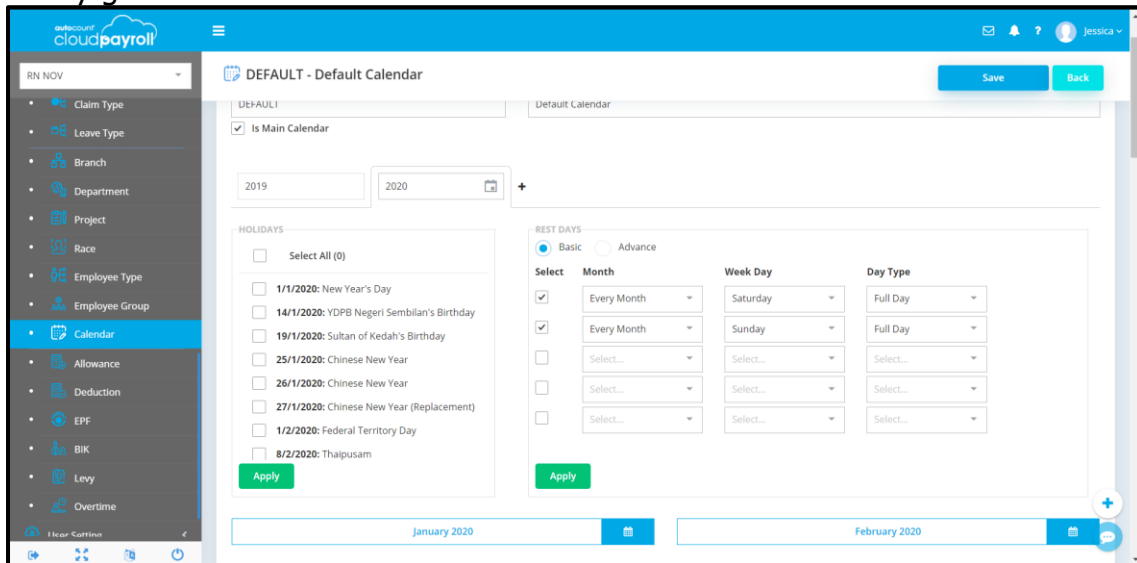 autocount
cloudpayroll
Jessica
RN NOV
DEFAULT - Default Calendar
Save
Back
Claim Type
Leave Type
Branch
Department
Project
Race
Employee Type
Employee Group
Calendar
Allowance
Deduction
EPF
BIK
Levy
Overtime
User Setting
DEFAULT
Default Calendar
Is Main Calendar
2019
2020
+
HOLIDAYS
Select All (0)
1/1/2020: New Year's Day
14/1/2020: YDPB Negeri Sembilan's Birthday
19/1/2020: Sultan of Kedah's Birthday
25/1/2020: Chinese New Year
26/1/2020: Chinese New Year
27/1/2020: Chinese New Year (Replacement)
1/2/2020: Federal Territory Day
8/2/2020: Thaipusam
Apply
REST DAYS
Basic Advance
Select Month Week Day Day Type
Every Month Saturday Full Day
Every Month Sunday Full Day
Select... Select... Select...
Select... Select... Select...
Select... Select... Select...
Apply
January 2020
February 2020